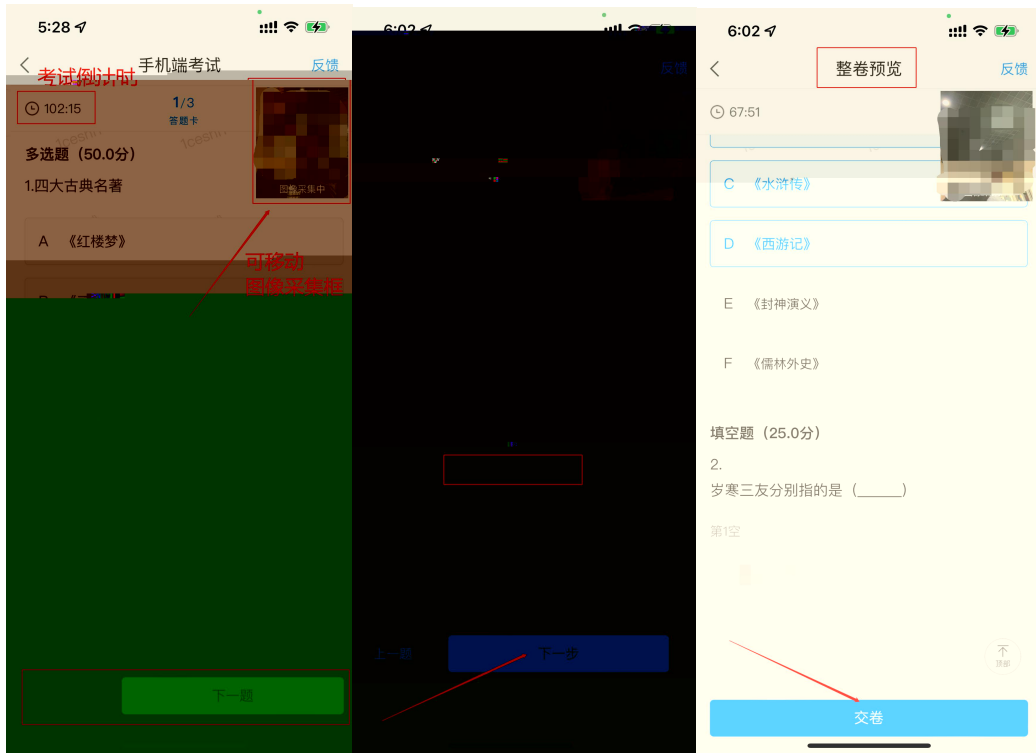 5:28
手机端考试
反馈
考试倒计时
102:15
1/3
答题卡
1ceshi
1ceshi
图像采集中
多选题（50.0分）
1.四大古典名著
A 《红楼梦》
可移动
图像采集框
下一题
6:02
反馈
上一题
下一步
6:02
整卷预览
反馈
67:51
C 《水浒传》
D 《西游记》
E 《封神演义》
F 《儒林外史》
填空题（25.0分）
2.
岁寒三友分别指的是（______）
第1空
顶部
交卷